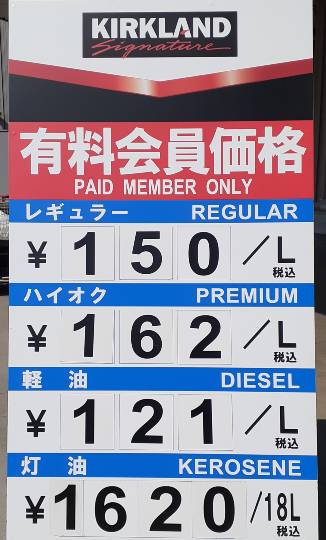 KIRKLAND
Signature
有料会員価格
PAID MEMBER ONLY
レギュラー REGULAR
¥ 150 /L
税込
ハイオク PREMIUM
¥ 162 /L
税込
軽 油 DIESEL
¥ 121 /L
税込
灯 油 KEROSENE
¥ 1620 /18L
税込